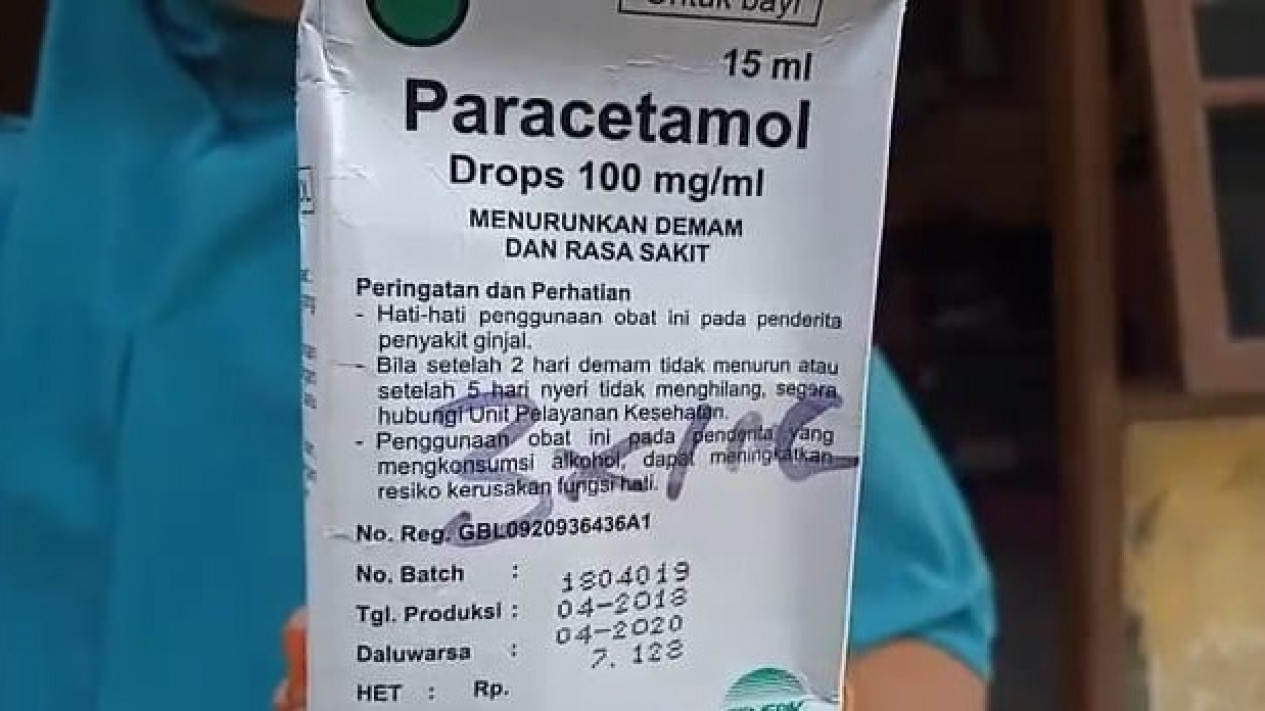 Untuk bayi
15 ml
Paracetamol
Drops 100 mg/ml
MENURUNKAN DEMAM
DAN RASA SAKIT
Peringatan dan Perhatian
- Hati-hati penggunaan obat ini pada penderita
penyakit ginjal.
- Bila setelah 2 hari demam tidak menurun atau
setelah 5 hari nyeri tidak menghilang, segera
hubungi Unit Pelayanan Kesehatan.
- Penggunaan obat ini pada penderita yang
mengkonsumsi alkohol, dapat meningkatkan
resiko kerusakan fungsi hati.
No. Reg. GBL0920936436A1
No. Batch : 1804019
Tgl. Produksi : 04-2018
Daluwarsa : 04-2020
HET : Rp. 7. 128